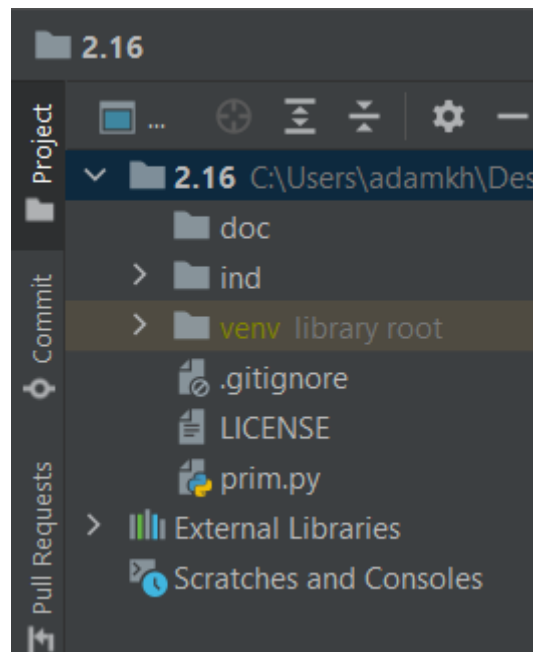 2.16
Project
Commit
Pull Requests
...
2.16 C:\Users\adamkh\Des
doc
ind
venv library root
.gitignore
LICENSE
prim.py
External Libraries
Scratches and Consoles